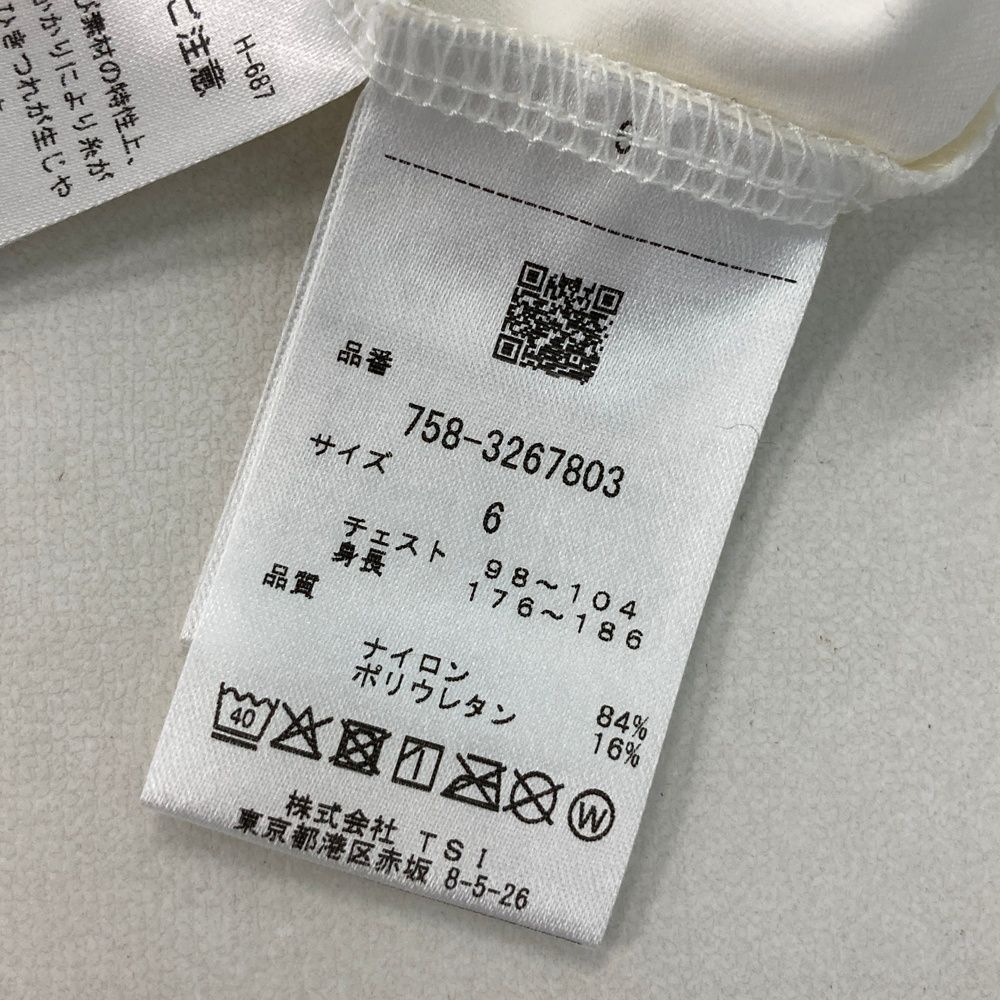 ご注意
H-687
び素材の特性上、
かかりにより糸が
ひきつれが生じや
品番
758-3267803
サイズ
6
チェスト 98～104
身長 176～186
品質
ナイロン 84%
ポリウレタン 16%
40
W
株式会社 TSI
東京都港区赤坂 8-5-26